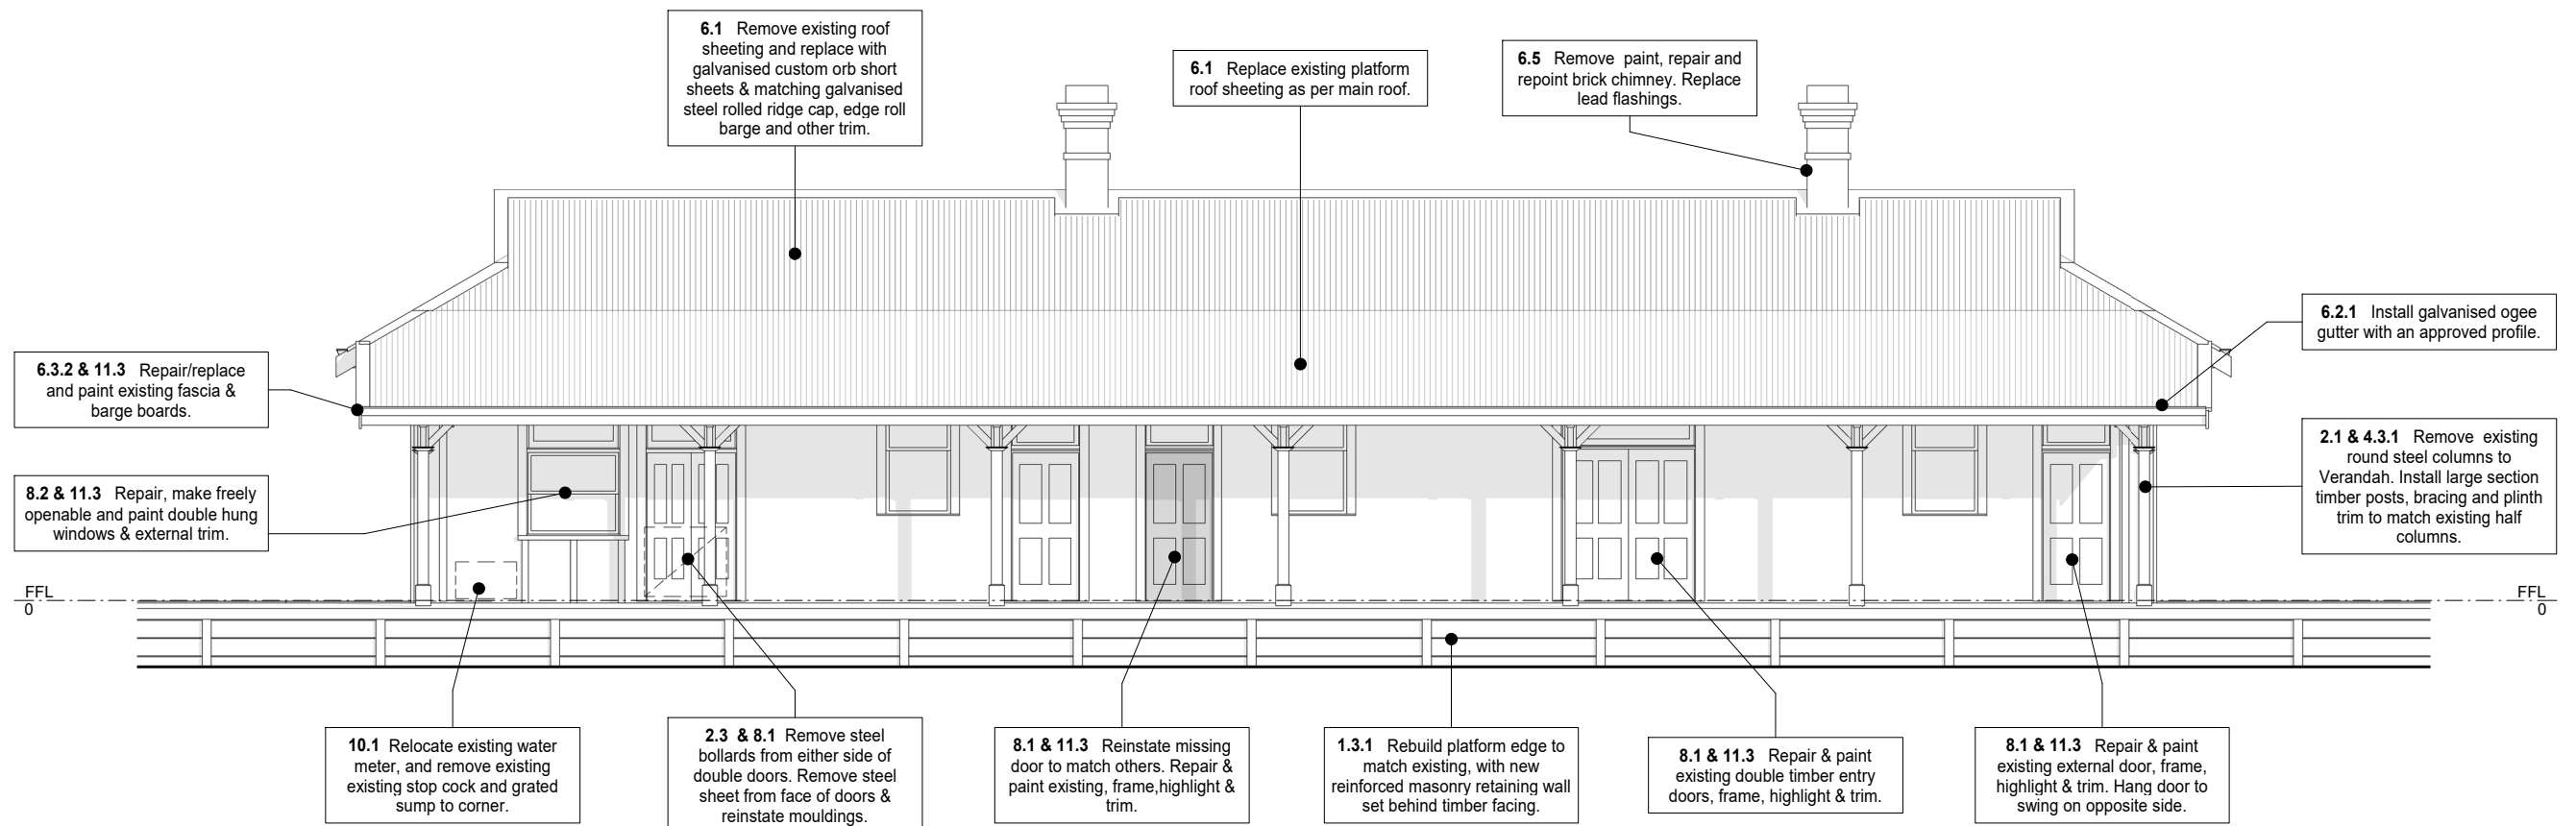 6.1 Remove existing roof
sheeting and replace with
galvanised custom orb short
sheets & matching galvanised
steel rolled ridge cap, edge roll
barge and other trim.
6.1 Replace existing platform
roof sheeting as per main roof.
6.5 Remove paint, repair and
repoint brick chimney. Replace
lead flashings.
6.2.1 Install galvanised ogee
gutter with an approved profile.
6.3.2 & 11.3 Repair/replace
and paint existing fascia &
barge boards.
2.1 & 4.3.1 Remove existing
round steel columns to
Verandah. Install large section
timber posts, bracing and plinth
trim to match existing half
columns.
8.2 & 11.3 Repair, make freely
openable and paint double hung
windows & external trim.
FFL
0
FFL
0
10.1 Relocate existing water
meter, and remove existing
existing stop cock and grated
sump to corner.
2.3 & 8.1 Remove steel
bollards from either side of
double doors. Remove steel
sheet from face of doors &
reinstate mouldings.
8.1 & 11.3 Reinstate missing
door to match others. Repair &
paint existing, frame,highlight &
trim.
1.3.1 Rebuild platform edge to
match existing, with new
reinforced masonry retaining wall
set behind timber facing.
8.1 & 11.3 Repair & paint
existing double timber entry
doors, frame, highlight & trim.
8.1 & 11.3 Repair & paint
existing external door, frame,
highlight & trim. Hang door to
swing on opposite side.